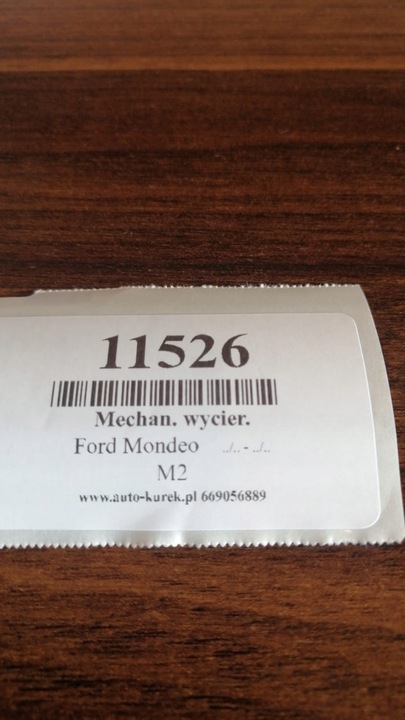 11526
Mechan. wycier.
Ford Mondeo ../.. - ../..
M2
www.auto-kurek.pl 669056889